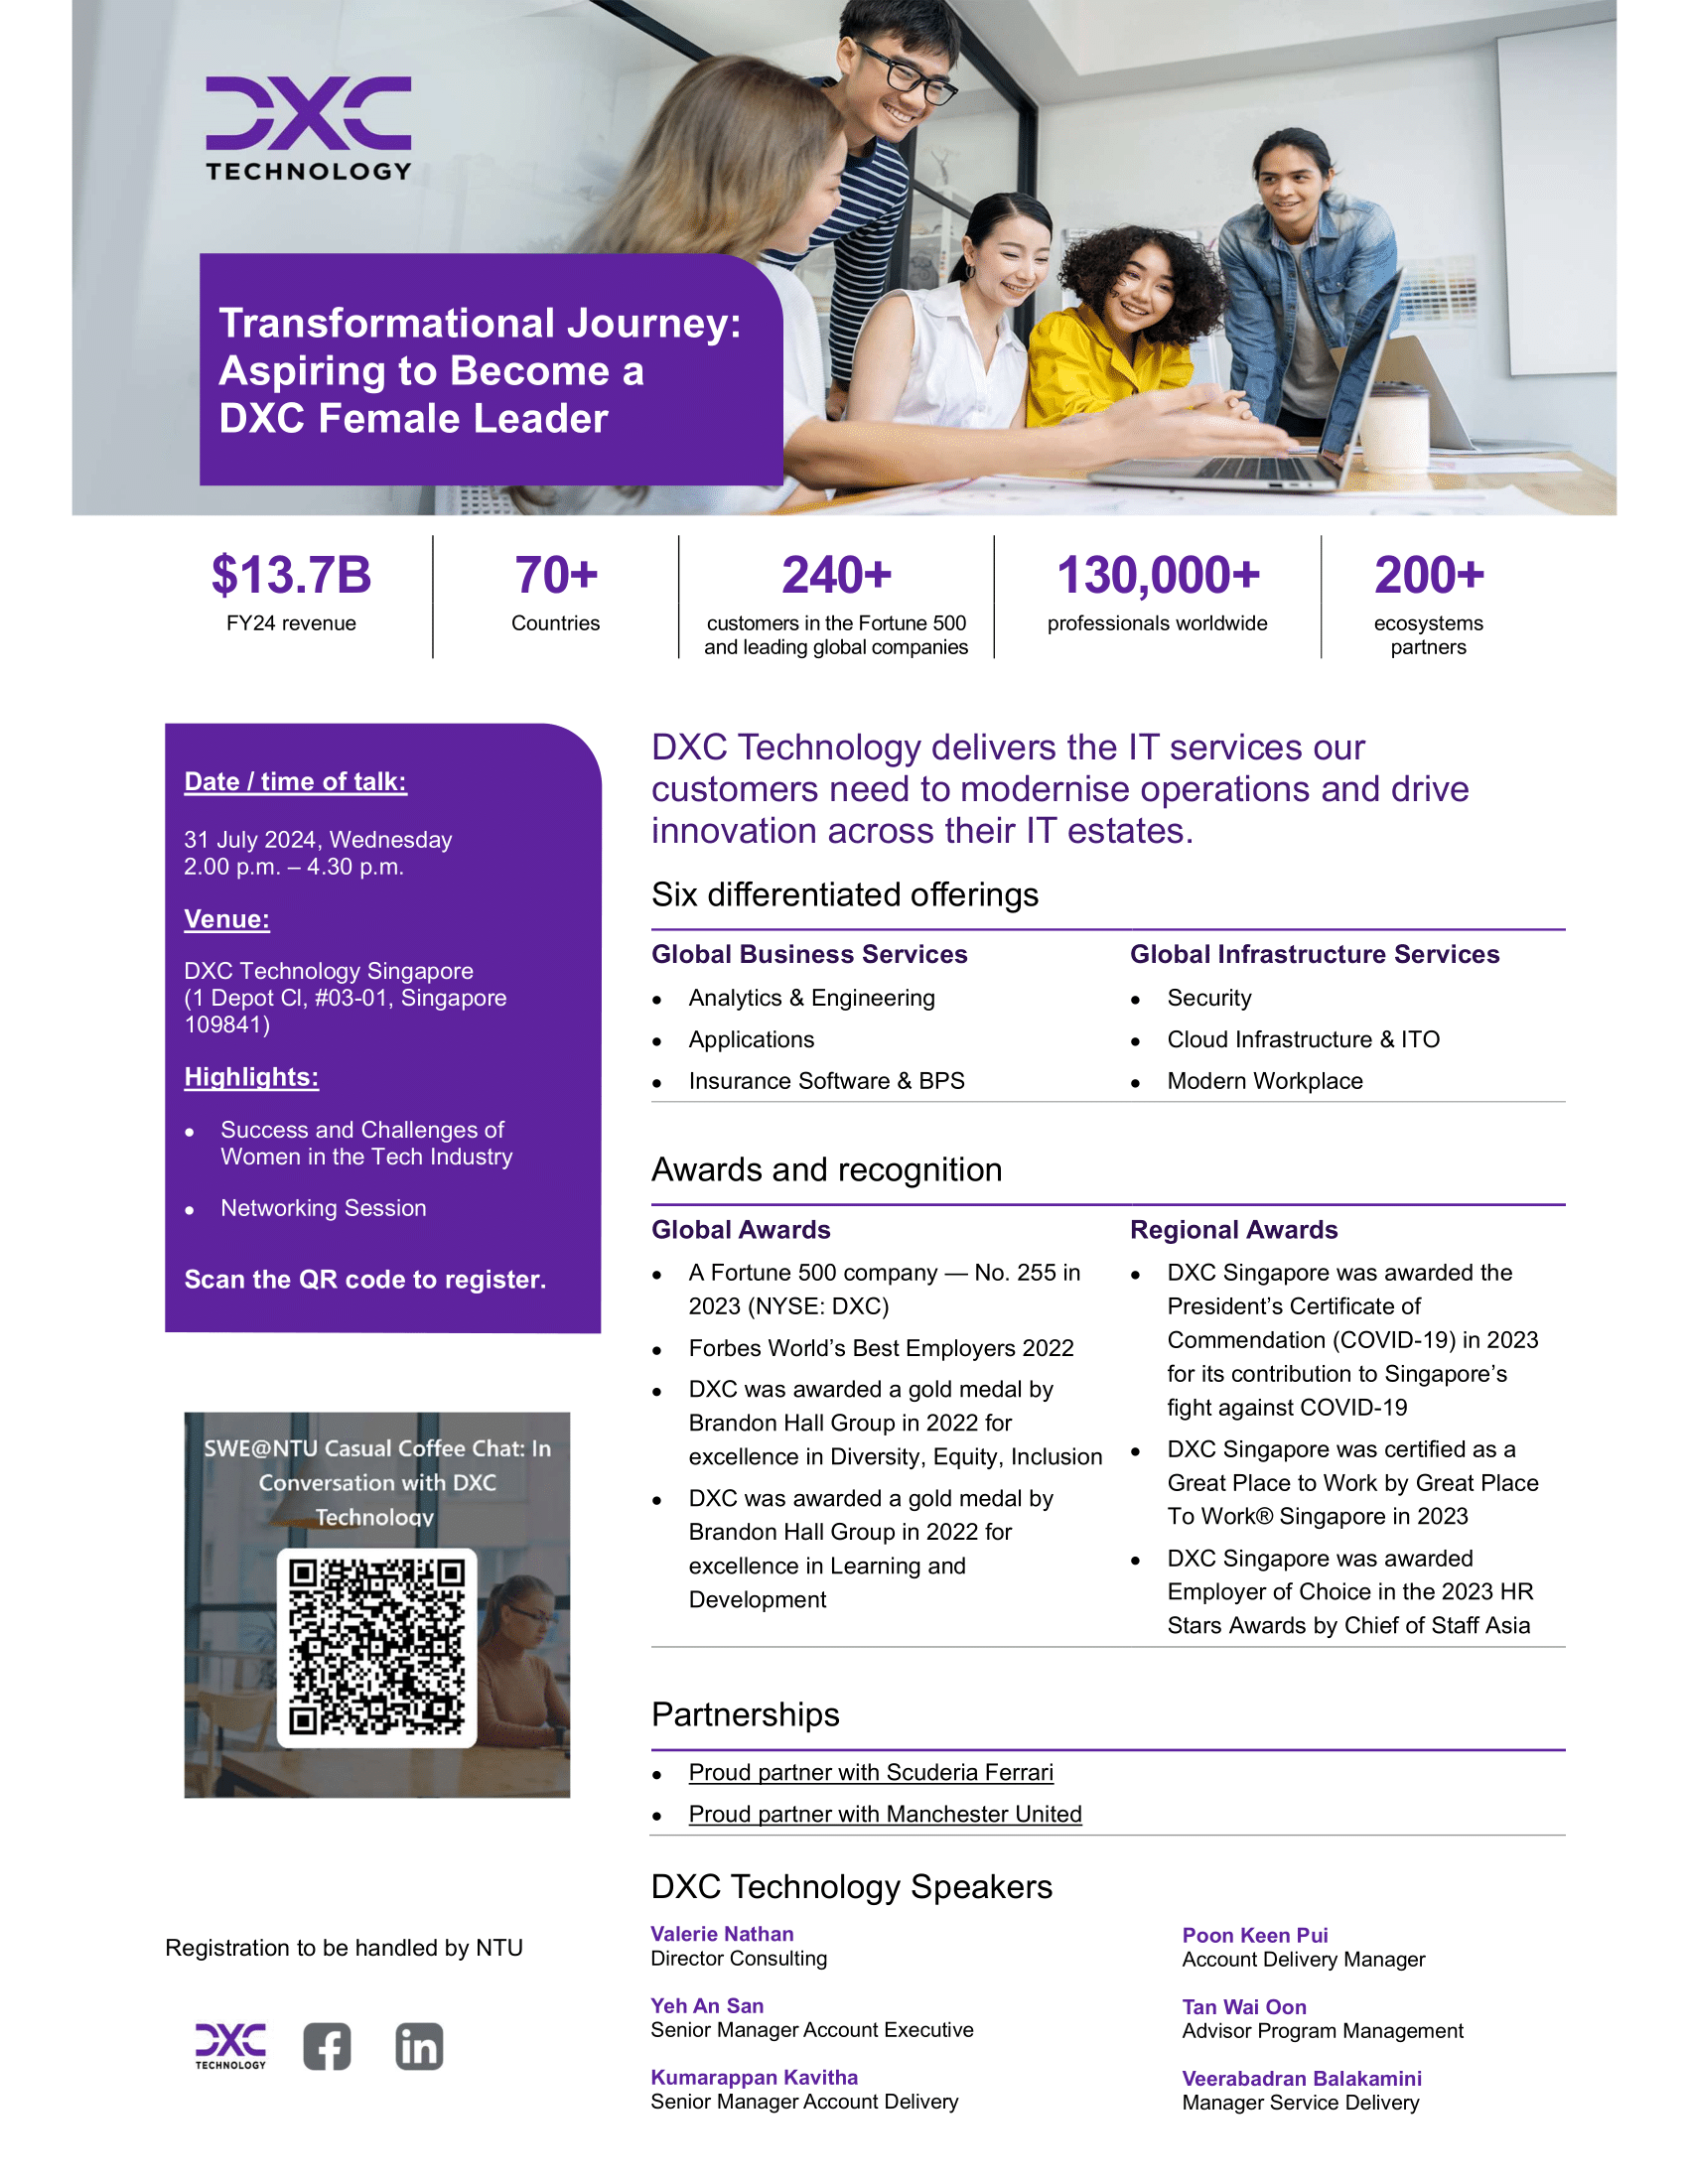 DXC
TECHNOLOGY
Transformational Journey:
Aspiring to Become a
DXC Female Leader
$13.7B
FY24 revenue
70+
Countries
240+
customers in the Fortune 500
and leading global companies
130,000+
professionals worldwide
200+
ecosystems
partners
Date / time of talk:
31 July 2024, Wednesday
2.00 p.m. – 4.30 p.m.
Venue:
DXC Technology Singapore
(1 Depot Cl, #03-01, Singapore
109841)
Highlights:
• Success and Challenges of
Women in the Tech Industry
• Networking Session
Scan the QR code to register.
SWE@NTU Casual Coffee Chat: In
Conversation with DXC
Technology
Registration to be handled by NTU
DXC
TECHNOLOGY
f
in
DXC Technology delivers the IT services our
customers need to modernise operations and drive
innovation across their IT estates.
Six differentiated offerings
Global Business Services
• Analytics & Engineering
• Applications
• Insurance Software & BPS
Global Infrastructure Services
• Security
• Cloud Infrastructure & ITO
• Modern Workplace
Awards and recognition
Global Awards
• A Fortune 500 company — No. 255 in
2023 (NYSE: DXC)
• Forbes World’s Best Employers 2022
• DXC was awarded a gold medal by
Brandon Hall Group in 2022 for
excellence in Diversity, Equity, Inclusion
• DXC was awarded a gold medal by
Brandon Hall Group in 2022 for
excellence in Learning and
Development
Regional Awards
• DXC Singapore was awarded the
President’s Certificate of
Commendation (COVID-19) in 2023
for its contribution to Singapore’s
fight against COVID-19
• DXC Singapore was certified as a
Great Place to Work by Great Place
To Work® Singapore in 2023
• DXC Singapore was awarded
Employer of Choice in the 2023 HR
Stars Awards by Chief of Staff Asia
Partnerships
• Proud partner with Scuderia Ferrari
• Proud partner with Manchester United
DXC Technology Speakers
Valerie Nathan
Director Consulting
Yeh An San
Senior Manager Account Executive
Kumarappan Kavitha
Senior Manager Account Delivery
Poon Keen Pui
Account Delivery Manager
Tan Wai Oon
Advisor Program Management
Veerabadran Balakamini
Manager Service Delivery